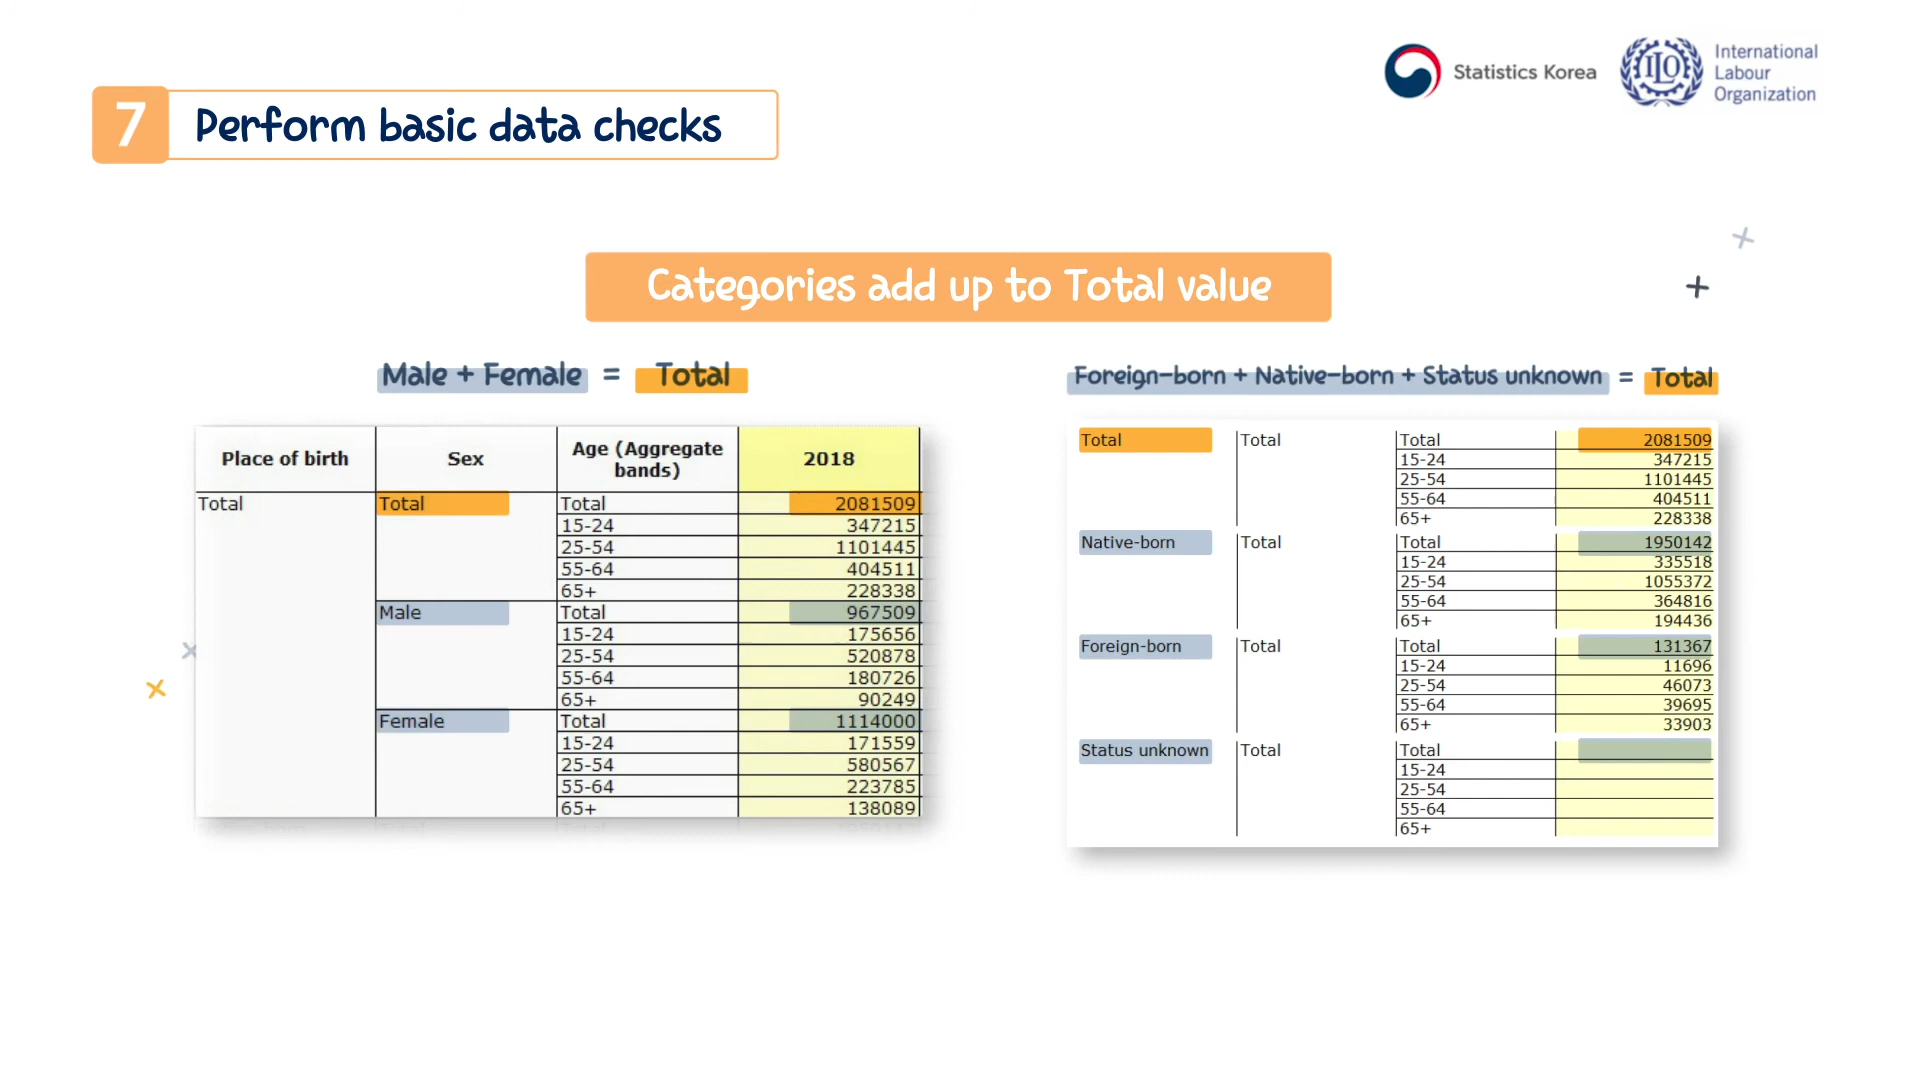 Statistics Korea
International
Labour
Organization
7 Perform basic data checks
Categories add up to Total value
Male + Female = Total
Place of birth Sex Age (Aggregate bands) 2018
Total Total Total 2081509
15-24 347215
25-54 1101445
55-64 404511
65+ 228338
Male Total 967509
15-24 175656
25-54 520878
55-64 180726
65+ 90249
Female Total 1114000
15-24 171559
25-54 580567
55-64 223785
65+ 138089
Foreign-born + Native-born + Status unknown = Total
Total Total Total 2081509
15-24 347215
25-54 1101445
55-64 404511
65+ 228338
Native-born Total Total 1950142
15-24 335518
25-54 1055372
55-64 364816
65+ 194436
Foreign-born Total Total 131367
15-24 11696
25-54 46073
55-64 39695
65+ 33903
Status unknown Total Total
15-24
25-54
55-64
65+